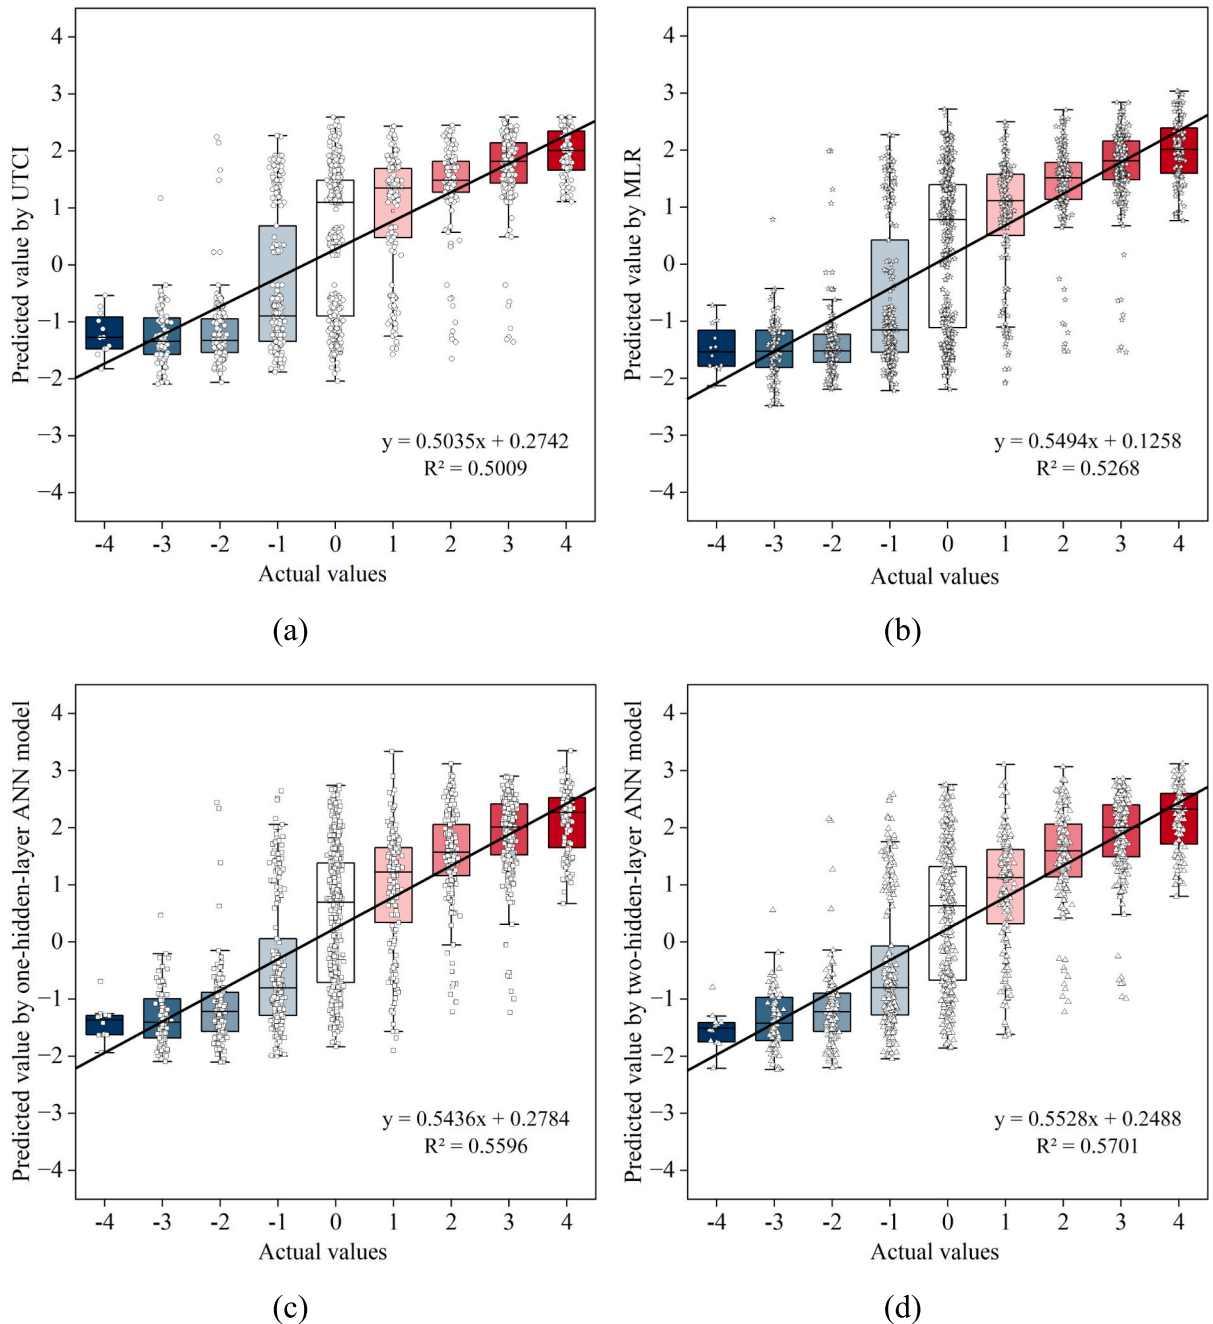 Predicted value by UTCI
4
3
2
1
0
−1
−2
−3
−4
y = 0.5035x + 0.2742
R² = 0.5009
-4 -3 -2 -1 0 1 2 3 4
Actual values
(a)
Predicted value by MLR
4
3
2
1
0
−1
−2
−3
−4
y = 0.5494x + 0.1258
R² = 0.5268
-4 -3 -2 -1 0 1 2 3 4
Actual values
(b)
Predicted value by one-hidden-layer ANN model
4
3
2
1
0
−1
−2
−3
−4
y = 0.5436x + 0.2784
R² = 0.5596
-4 -3 -2 -1 0 1 2 3 4
Actual values
(c)
Predicted value by two-hidden-layer ANN model
4
3
2
1
0
−1
−2
−3
−4
y = 0.5528x + 0.2488
R² = 0.5701
-4 -3 -2 -1 0 1 2 3 4
Actual values
(d)